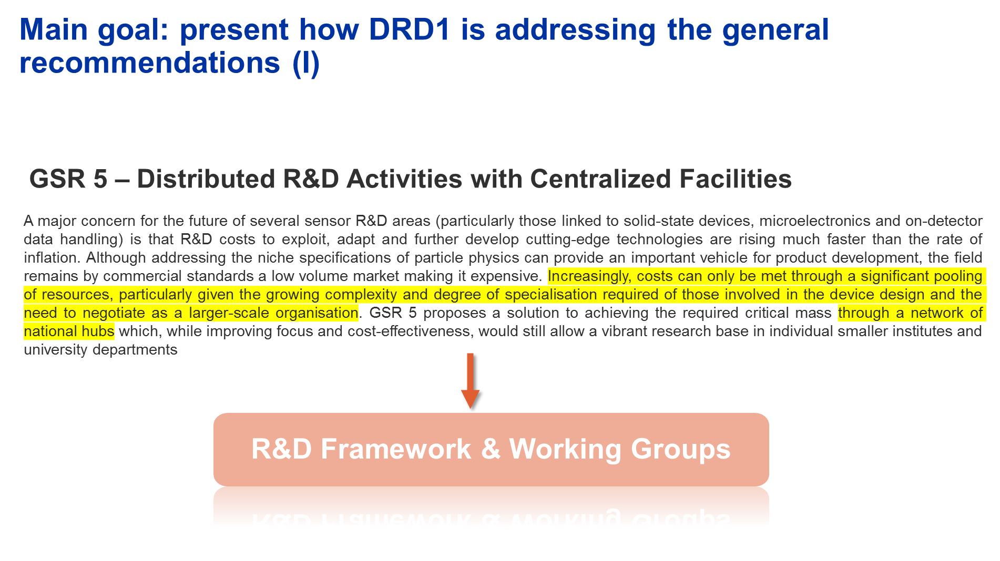 Main goal: present how DRD1 is addressing the general
recommendations (I)
GSR 5 – Distributed R&D Activities with Centralized Facilities
A major concern for the future of several sensor R&D areas (particularly those linked to solid-state devices, microelectronics and on-detector
data handling) is that R&D costs to exploit, adapt and further develop cutting-edge technologies are rising much faster than the rate of
inflation. Although addressing the niche specifications of particle physics can provide an important vehicle for product development, the field
remains by commercial standards a low volume market making it expensive. Increasingly, costs can only be met through a significant pooling
of resources, particularly given the growing complexity and degree of specialisation required of those involved in the device design and the
need to negotiate as a larger-scale organisation. GSR 5 proposes a solution to achieving the required critical mass through a network of
national hubs which, while improving focus and cost-effectiveness, would still allow a vibrant research base in individual smaller institutes and
university departments
R&D Framework & Working Groups